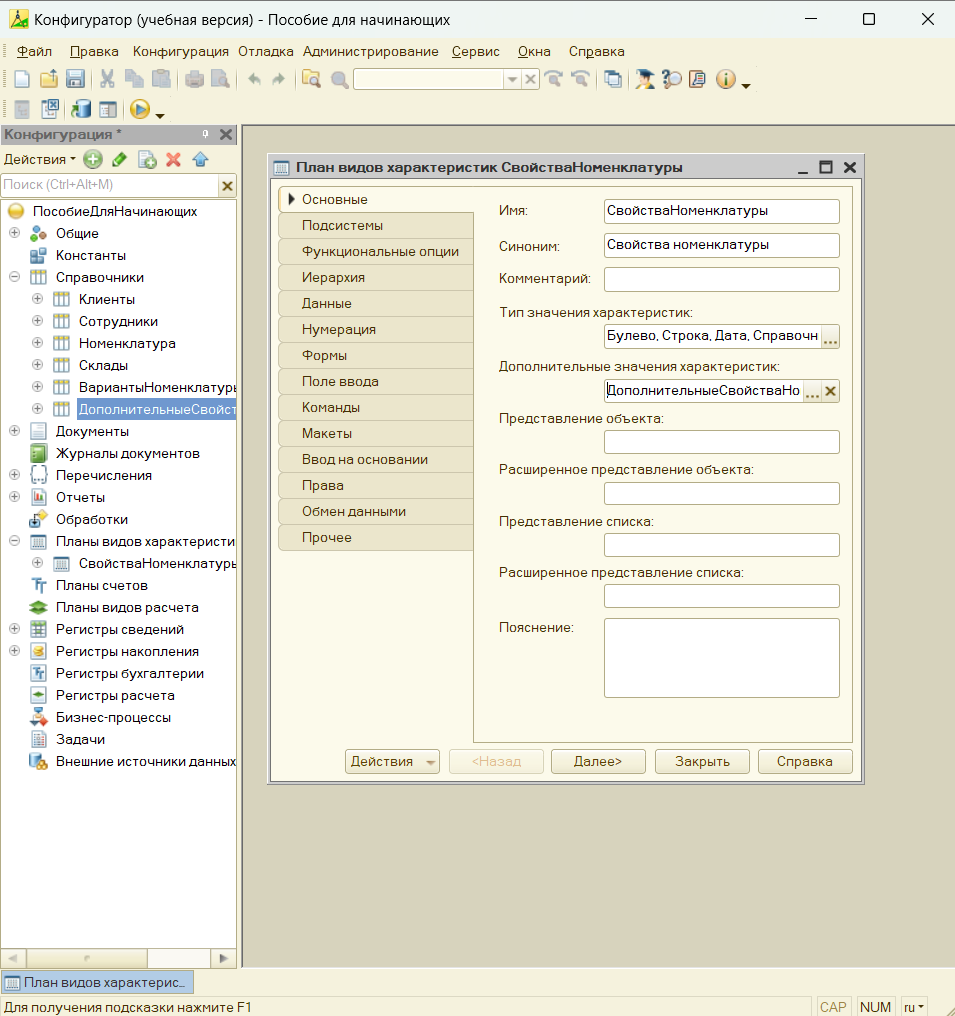 Конфигуратор (учебная версия) - Пособие для начинающих
Файл Правка Конфигурация Отладка Администрирование Сервис Окна Справка
Конфигурация *
Действия
Поиск (Ctrl+Alt+M)
ПособиеДляНачинающих
Общие
Константы
Справочники
Клиенты
Сотрудники
Номенклатура
Склады
ВариантыНоменклатуры
ДополнительныеСвойст
Документы
Журналы документов
Перечисления
Отчеты
Обработки
Планы видов характеристи
СвойстваНоменклатуры
Планы счетов
Планы видов расчета
Регистры сведений
Регистры накопления
Регистры бухгалтерии
Регистры расчета
Бизнес-процессы
Задачи
Внешние источники данных
План видов характеристик СвойстваНоменклатуры
Основные
Подсистемы
Функциональные опции
Иерархия
Данные
Нумерация
Формы
Поле ввода
Команды
Макеты
Ввод на основании
Права
Обмен данными
Прочее
Имя: СвойстваНоменклатуры
Синоним: Свойства номенклатуры
Комментарий:
Тип значения характеристик:
Булево, Строка, Дата, Справочн ...
Дополнительные значения характеристик:
ДополнительныеСвойстваНо ...
Представление объекта:
Расширенное представление объекта:
Представление списка:
Расширенное представление списка:
Пояснение:
Действия <Назад Далее> Закрыть Справка
План видов характерис...
Для получения подсказки нажмите F1 CAP NUM ru